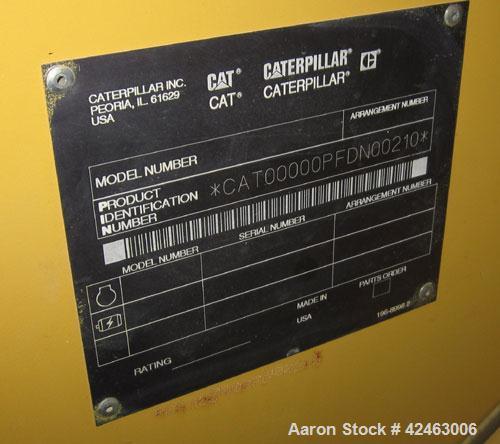 CATERPILLAR INC.
PEORIA, IL. 61629
USA
CAT® CATERPILLAR®
CAT® CATERPILLAR®
ARRANGEMENT NUMBER
MODEL NUMBER
PRODUCT
IDENTIFICATION
NUMBER
*CAT00000PFDN00210*
MODEL NUMBER SERIAL NUMBER ARRANGEMENT NUMBER
RATING
MADE IN
USA
PARTS ORDER
Aaron Stock # 42463006